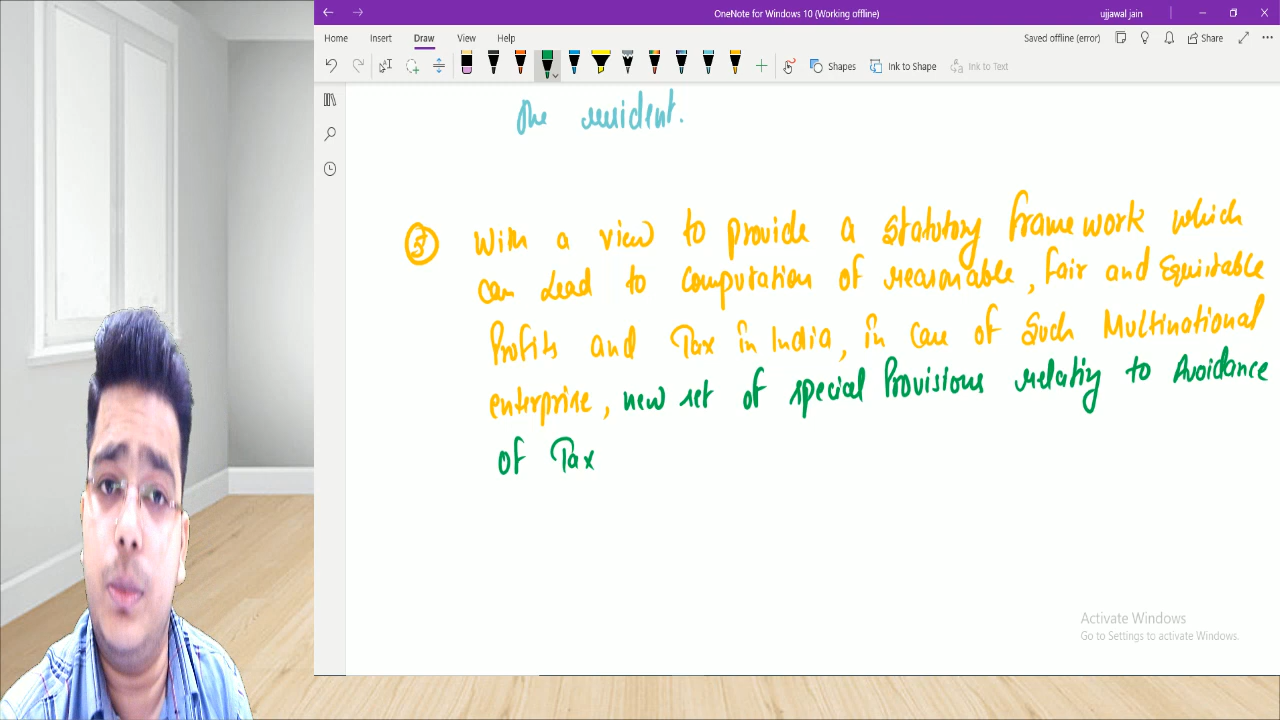 OneNote for Windows 10 (Working offline)
ujjawal jain
Home Insert Draw View Help
Saved offline (error)
Share
Shapes
Ink to Shape
Ink to Text
the resident.
5 With a view to provide a statutory framework which
can lead to computation of reasonable, fair and Equitable
Profits and Tax in India, in case of such Multinational
enterprise, new set of special Provisions relating to Avoidance
of Tax
Activate Windows
Go to Settings to activate Windows.